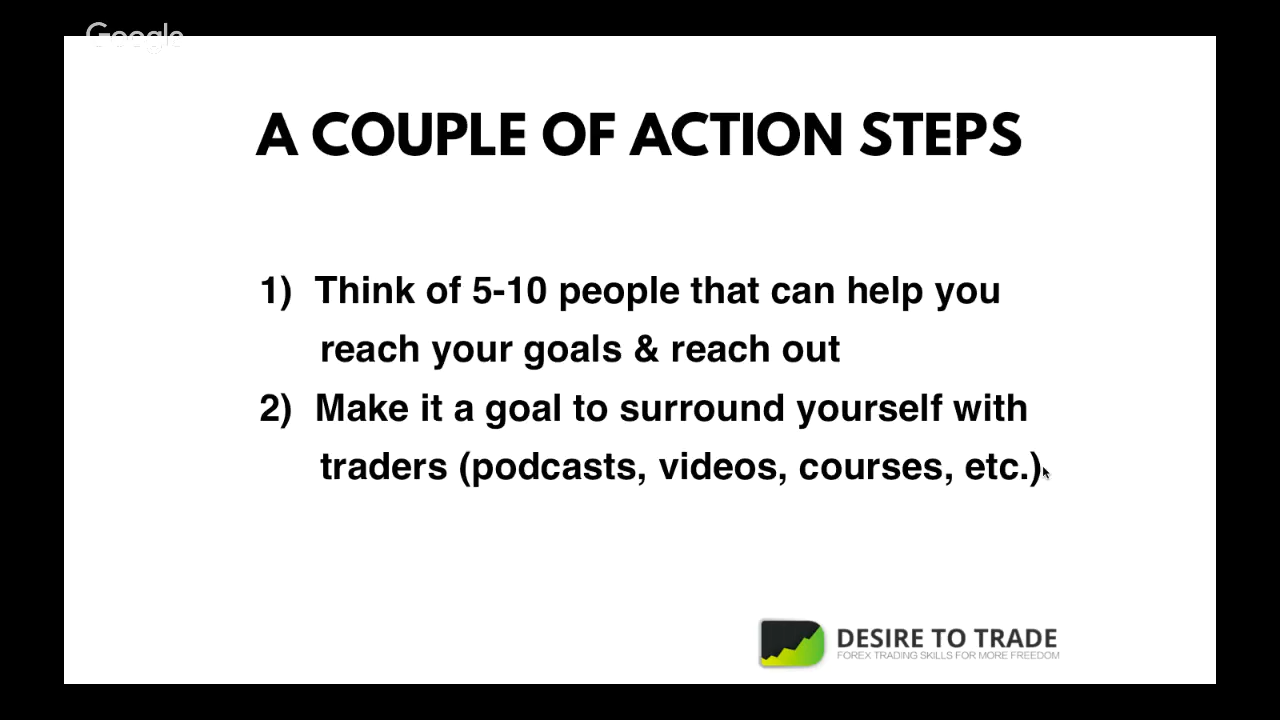 Google
A COUPLE OF ACTION STEPS
1) Think of 5-10 people that can help you
reach your goals & reach out
2) Make it a goal to surround yourself with
traders (podcasts, videos, courses, etc.)
DESIRE TO TRADE
FOREX TRADING SKILLS FOR MORE FREEDOM